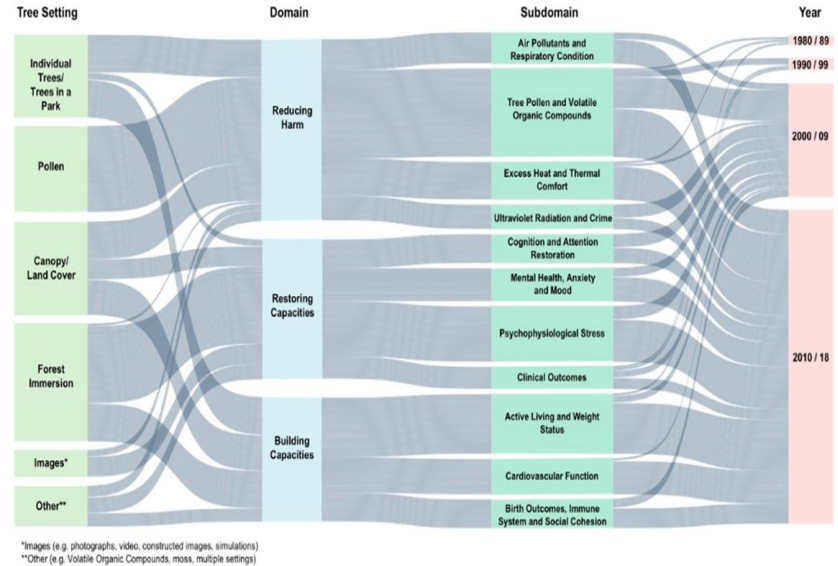 Tree Setting
Domain
Subdomain
Year
Individual
Trees/
Trees in a
Park
Pollen
Canopy/
Land Cover
Forest
Immersion
Images*
Other**
Reducing
Harm
Restoring
Capacities
Building
Capacities
Air Pollutants and
Respiratory Condition
Tree Pollen and Volatile
Organic Compounds
Excess Heat and Thermal
Comfort
Ultraviolet Radiation and Crime
Cognition and Attention
Restoration
Mental Health, Anxiety
and Mood
Psychophysiological Stress
Clinical Outcomes
Active Living and Weight
Status
Cardiovascular Function
Birth Outcomes, Immune
System and Social Cohesion
1980 / 89
1990 / 99
2000 / 09
2010 / 18
*Images (e.g. photographs, video, constructed images, simulations)
**Other (e.g. Volatile Organic Compounds, moss, multiple settings)